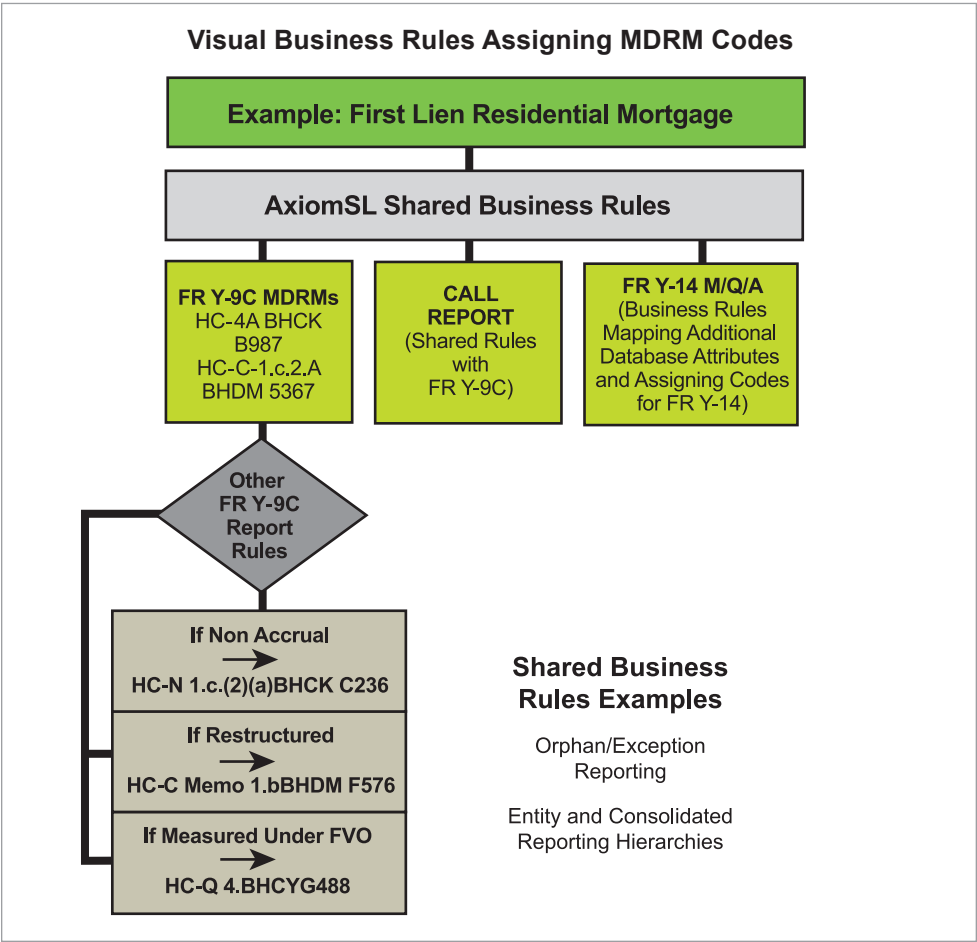 Visual Business Rules Assigning MDRM Codes
Example: First Lien Residential Mortgage
AxiomSL Shared Business Rules
FR Y-9C MDRMs
HC-4A BHCK
B987
HC-C-1.c.2.A
BHDM 5367
CALL
REPORT
(Shared Rules
with
FR Y-9C)
FR Y-14 M/Q/A
(Business Rules
Mapping Additional
Database Attributes
and Assigning Codes
for FR Y-14)
Other
FR Y-9C
Report
Rules
If Non Accrual
HC-N 1.c.(2)(a)BHCK C236
If Restructured
HC-C Memo 1.bBHDM F576
If Measured Under FVO
HC-Q 4.BHCYG488
Shared Business
Rules Examples
Orphan/Exception
Reporting
Entity and Consolidated
Reporting Hierarchies